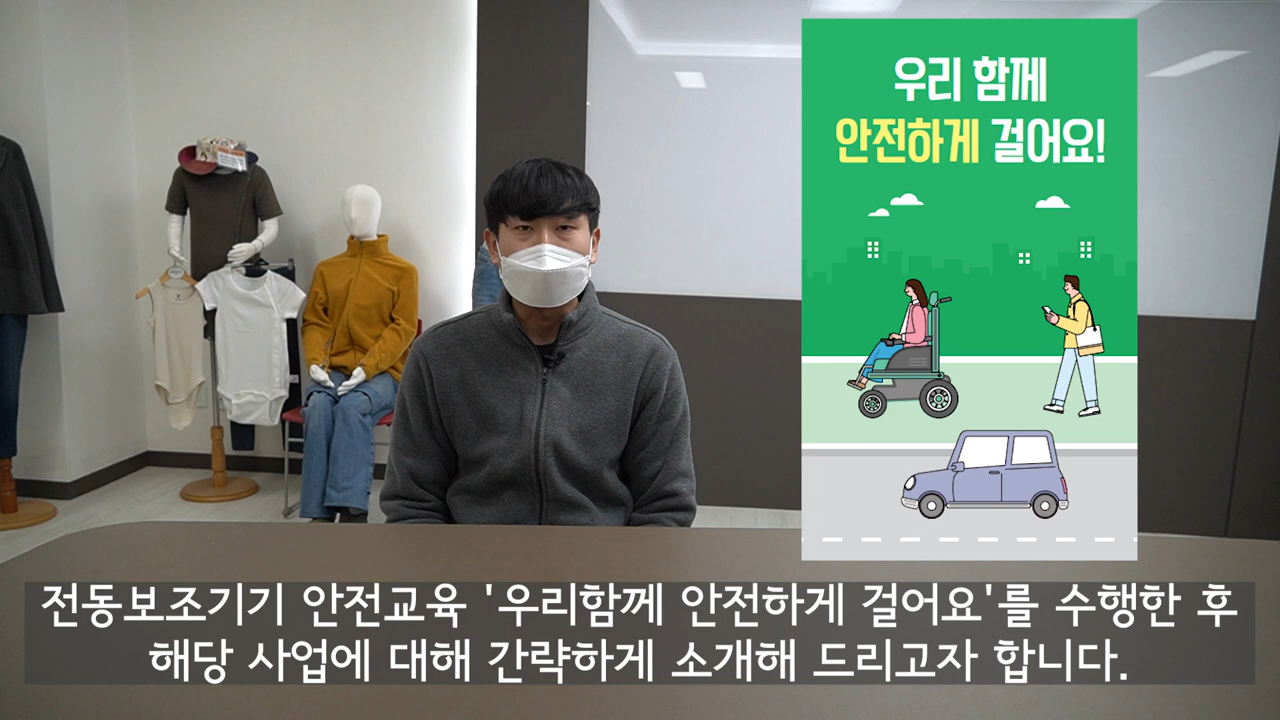 우리 함께
안전하게 걸어요!
전동보조기기 안전교육 '우리함께 안전하게 걸어요'를 수행한 후
해당 사업에 대해 간략하게 소개해 드리고자 합니다.